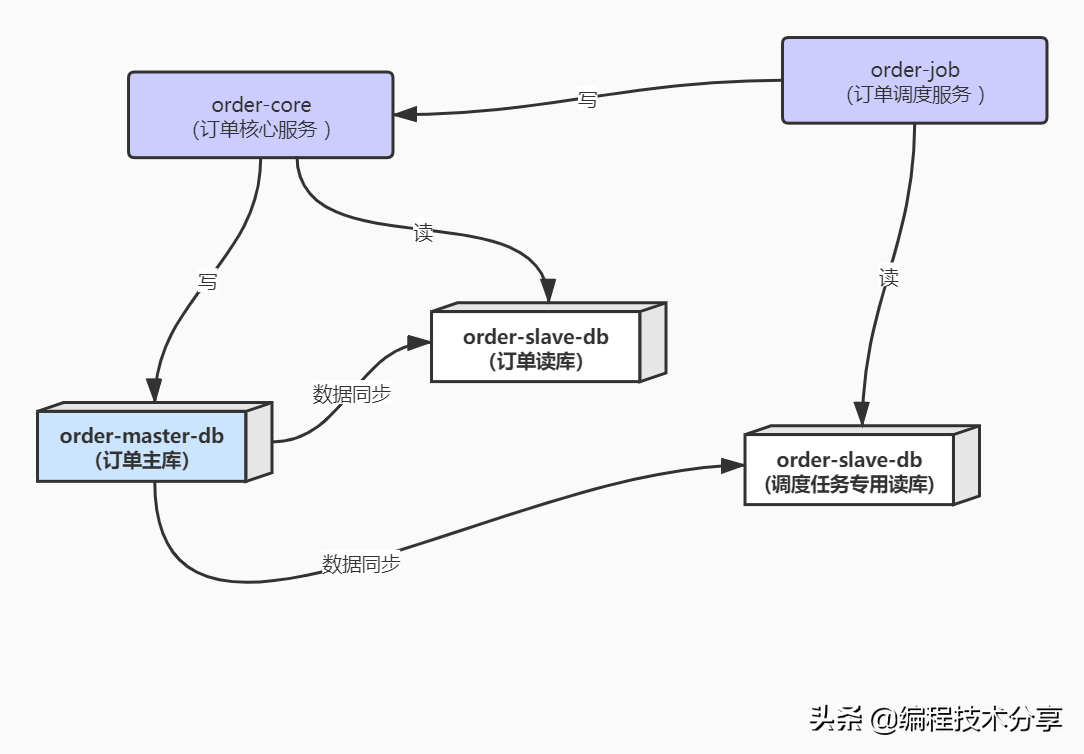 order-job
(订单调度服务 )
order-core
(订单核心服务 )
写
读
写
读
order-slave-db
(订单读库)
数据同步
order-master-db
(订单主库)
order-slave-db
(调度任务专用读库)
数据同步
头条 @编程技术分享